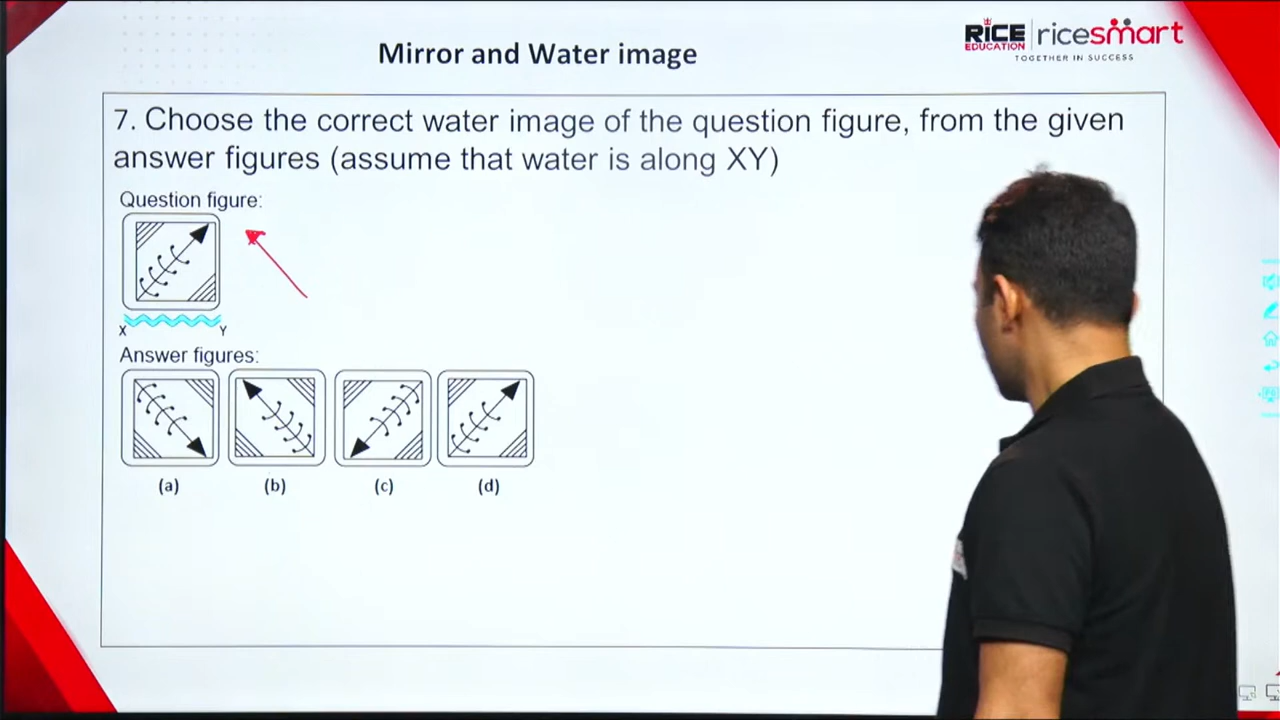 Mirror and Water image
RICE EDUCATION ricesmart
TOGETHER IN SUCCESS
7. Choose the correct water image of the question figure, from the given
answer figures (assume that water is along XY)
Question figure:
X Y
Answer figures:
(a) (b) (c) (d)